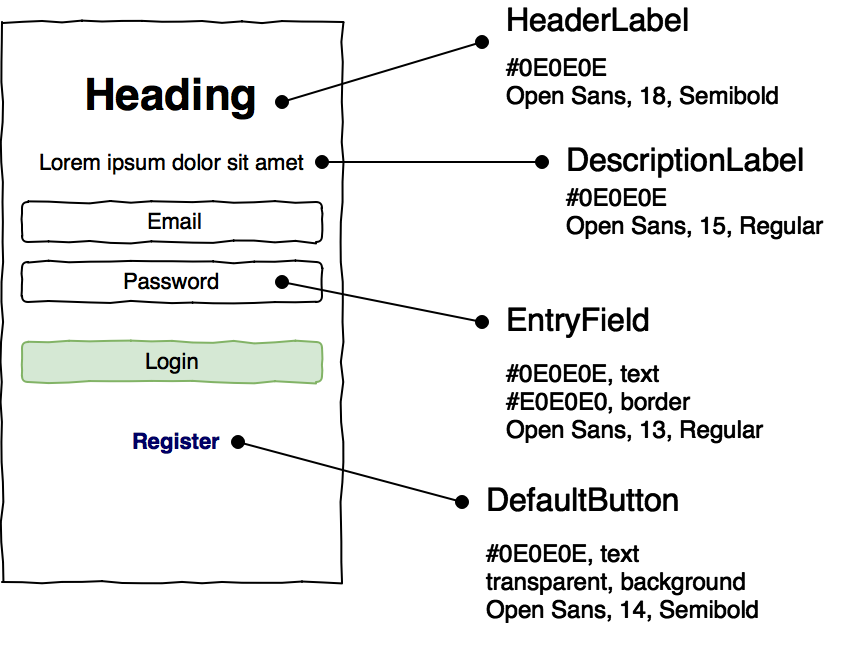 Heading
Lorem ipsum dolor sit amet
Email
Password
Login
Register
HeaderLabel
#0E0E0E
Open Sans, 18, Semibold
DescriptionLabel
#0E0E0E
Open Sans, 15, Regular
EntryField
#0E0E0E, text
#E0E0E0, border
Open Sans, 13, Regular
DefaultButton
#0E0E0E, text
transparent, background
Open Sans, 14, Semibold